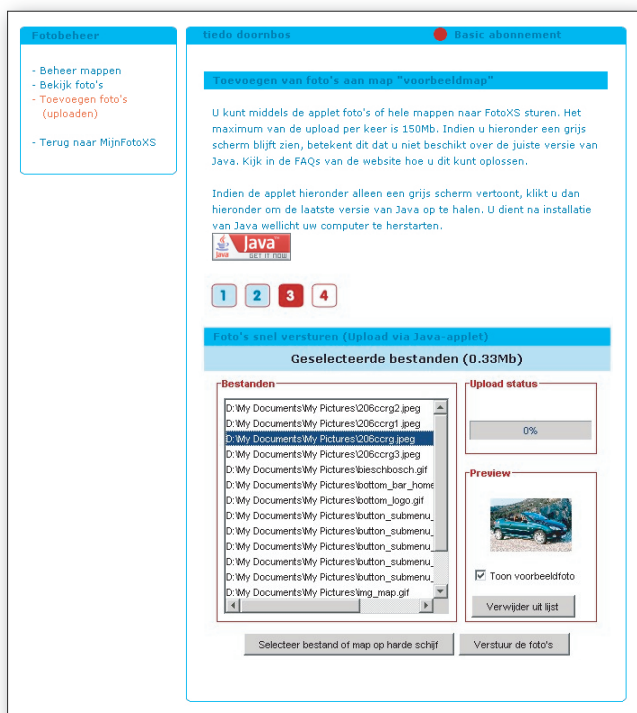 Fotobeheer
- Beheer mappen
- Bekijk foto's
- Toevoegen foto's
(uploaden)
- Terug naar MijnFotoXS
tiedo doornbos
Basic abonnement
Toevoegen van foto's aan map "voorbeeldmap"
U kunt middels de applet foto's of hele mappen naar FotoXS sturen. Het
maximum van de upload per keer is 150Mb. Indien u hieronder een grijs
scherm blijft zien, betekent dit dat u niet beschikt over de juiste versie van
Java. Kijk in de FAQs van de website hoe u dit kunt oplossen.
Indien de applet hieronder alleen een grijs scherm vertoont, klikt u dan
hieronder om de laatste versie van Java op te halen. U dient na installatie
van Java wellicht uw computer te herstarten.
Java
Java™
GET IT NOW
1 2 3 4
Foto's snel versturen (Upload via Java-applet)
Geselecteerde bestanden (0.33Mb)
Bestanden
D:\My Documents\My Pictures\206ccrg2.jpeg
D:\My Documents\My Pictures\206ccrg1.jpeg
D:\My Documents\My Pictures\206ccrg.jpeg
D:\My Documents\My Pictures\206ccrg3.jpeg
D:\My Documents\My Pictures\bieschbosch.gif
D:\My Documents\My Pictures\bottom_bar_home
D:\My Documents\My Pictures\bottom_logo.gif
D:\My Documents\My Pictures\button_submenu_
D:\My Documents\My Pictures\button_submenu_
D:\My Documents\My Pictures\button_submenu_
D:\My Documents\My Pictures\button_submenu_
D:\My Documents\My Pictures\img_map.gif
Upload status
0%
Preview
Toon voorbeeldfoto
Verwijder uit lijst
Selecteer bestand of map op harde schijf
Verstuur de foto's